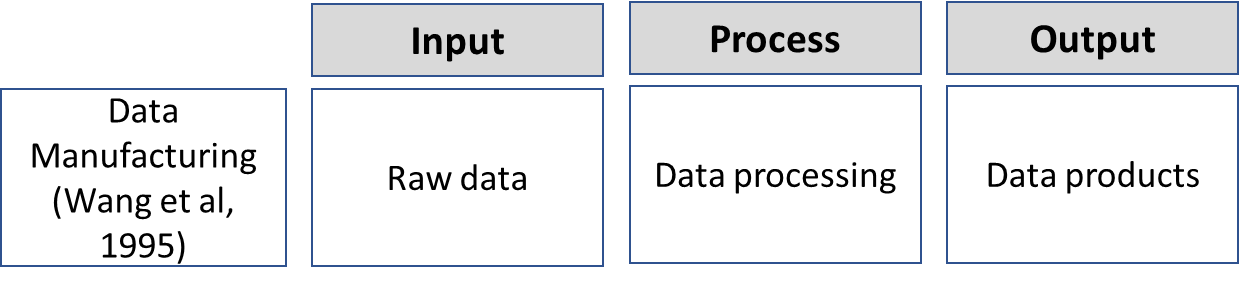 Input
Process
Output
Data
Manufacturing
(Wang et al,
1995)
Raw data
Data processing
Data products